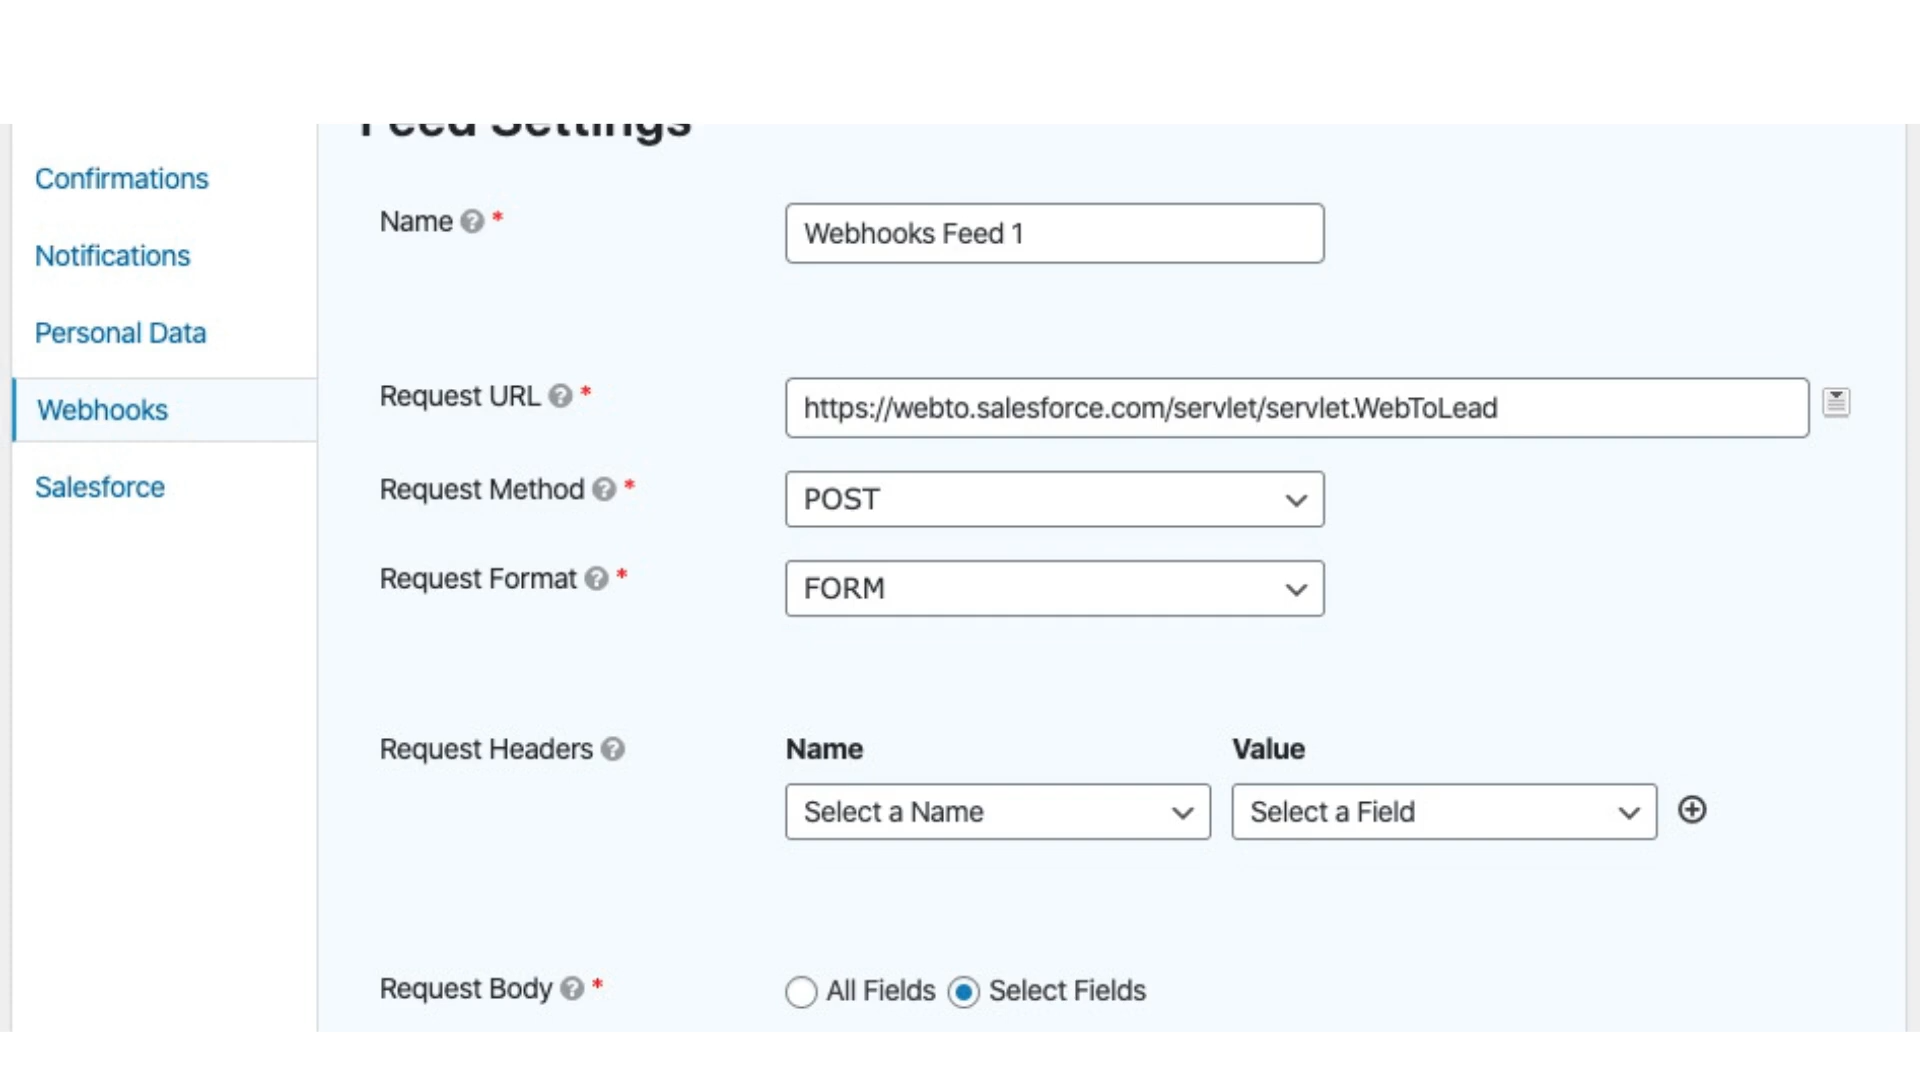 Feed Settings
Confirmations
Notifications
Personal Data
Webhooks
Salesforce
Name ? *
Webhooks Feed 1
Request URL ? *
https://webto.salesforce.com/servlet/servlet.WebToLead
Request Method ? *
POST
Request Format ? *
FORM
Request Headers ?
Name Value
Select a Name Select a Field
Request Body ? *
All Fields Select Fields